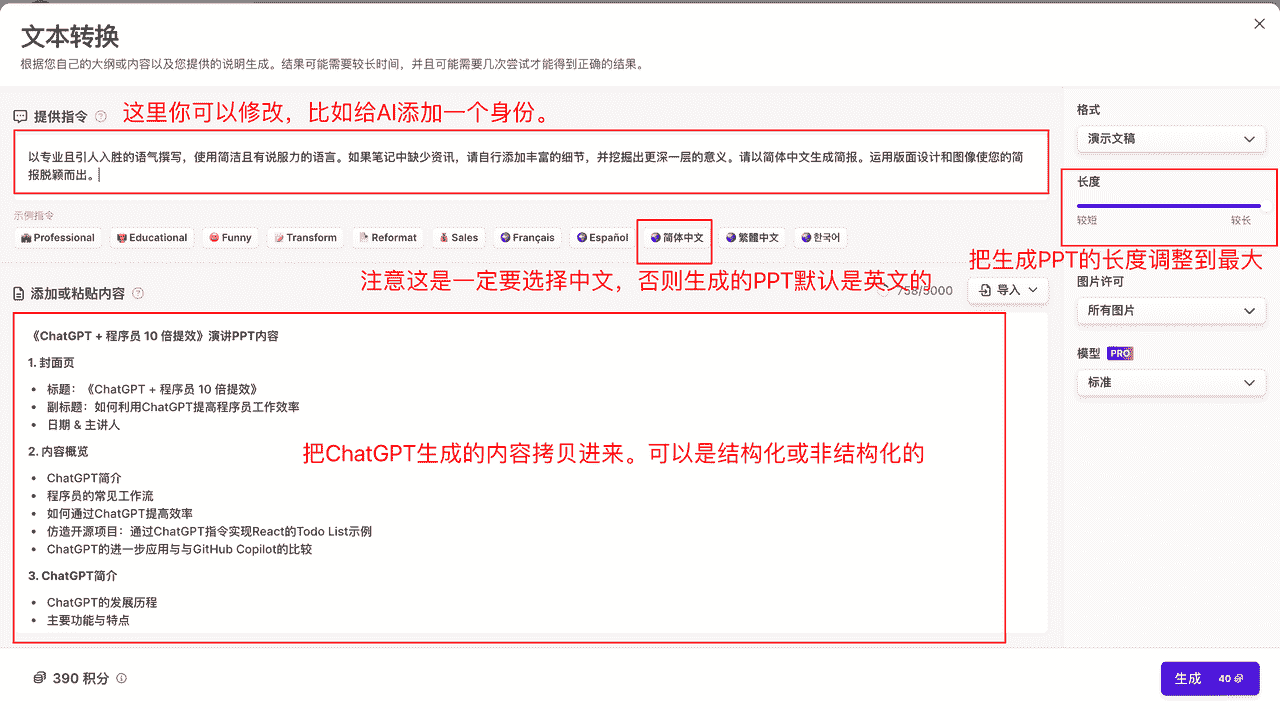 文本转换
根据您自己的大纲或内容以及您提供的说明生成。结果可能需要较长时间，并且可能需要几次尝试才能得到正确的结果。
提供指令
这里你可以修改，比如给AI添加一个身份。
以专业且引人入胜的语气撰写，使用简洁且有说服力的语言。如果笔记中缺少资讯，请自行添加丰富的细节，并挖掘出更深一层的意义。请以简体中文生成简报。运用版面设计和图像使您的简
报脱颖而出。
示例指令
Professional Educational Funny Transform Reformat Sales Français Español 简体中文 繁體中文 한국어
注意这是一定要选择中文，否则生成的PPT默认是英文的
添加或粘贴内容
/5000
导入
《ChatGPT + 程序员 10 倍提效》演讲PPT内容
1. 封面页
• 标题：《ChatGPT + 程序员 10 倍提效》
• 副标题：如何利用ChatGPT提高程序员工作效率
• 日期 & 主讲人
2. 内容概览
• ChatGPT简介
• 程序员的常见工作流
• 如何通过ChatGPT提高效率
• 仿造开源项目：通过ChatGPT指令实现React的Todo List示例
• ChatGPT的进一步应用与与GitHub Copilot的比较
把ChatGPT生成的内容拷贝进来。可以是结构化或非结构化的
3. ChatGPT简介
• ChatGPT的发展历程
• 主要功能与特点
格式
演示文稿
长度
较短 较长
把生成PPT的长度调整到最大
图片许可
所有图片
模型 PRO
标准
390 积分
生成 40